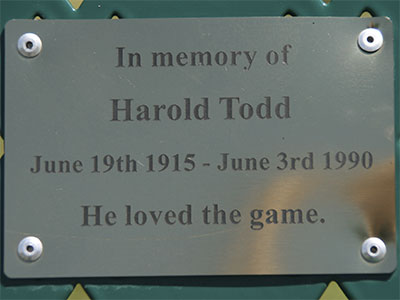 In memory of
Harold Todd
June 19th 1915 - June 3rd 1990
He loved the game.